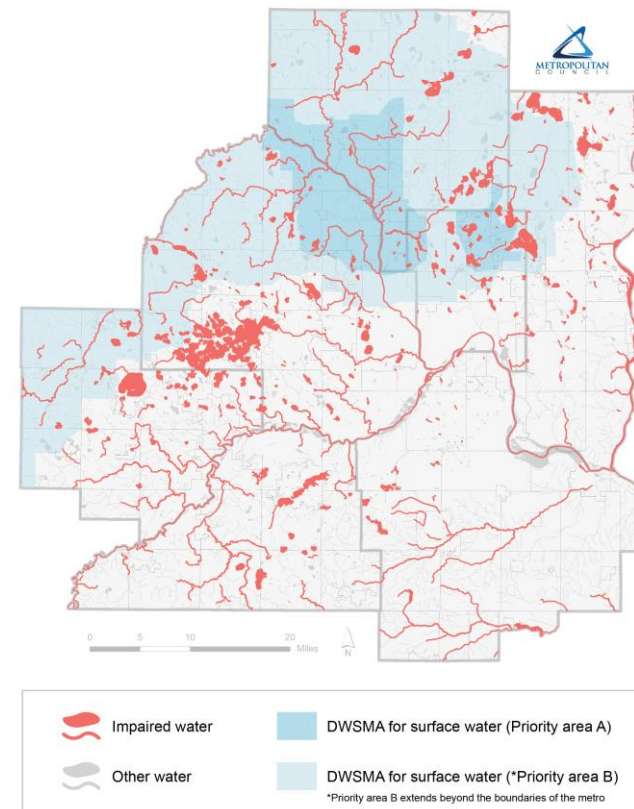 METROPOLITAN
COUNCIL
0 5 10 20
Miles
N
Impaired water
DWSMA for surface water (Priority area A)
Other water
DWSMA for surface water (*Priority area B)
*Priority area B extends beyond the boundaries of the metro